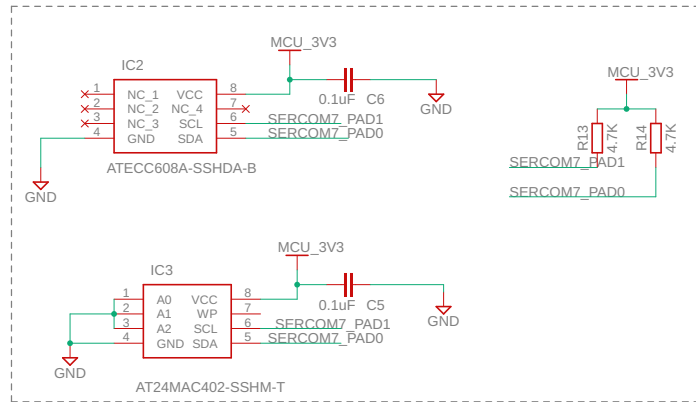 MCU_3V3
IC2
1 NC_1 VCC 8
2 NC_2 NC_4 7
3 NC_3 SCL 6 SERCOM7_PAD1
4 GND SDA 5 SERCOM7_PAD0
0.1uF C6
GND
GND
ATECC608A-SSHDA-B
MCU_3V3
R13
4.7K
R14
4.7K
SERCOM7_PAD1
SERCOM7_PAD0
MCU_3V3
IC3
1 A0 VCC 8
2 A1 WP 7
3 A2 SCL 6 SERCOM7_PAD1
4 GND SDA 5 SERCOM7_PAD0
0.1uF C5
GND
GND
AT24MAC402-SSHM-T